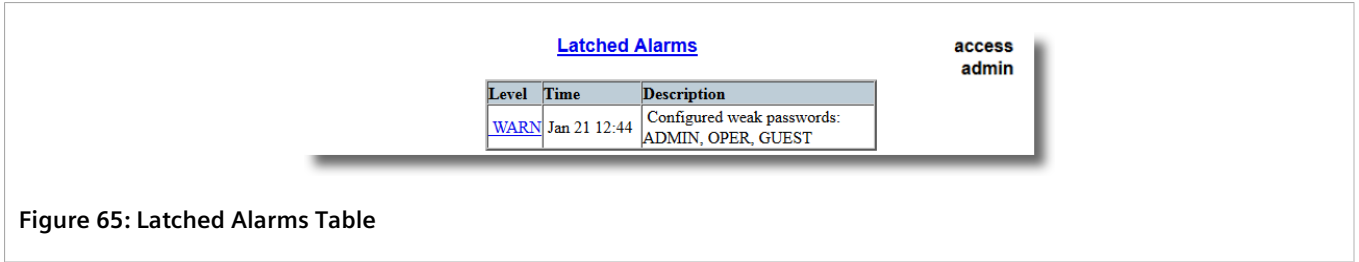 Latched Alarms
access
admin
Level Time Description
WARN Jan 21 12:44 Configured weak passwords:
ADMIN, OPER, GUEST
Figure 65: Latched Alarms Table